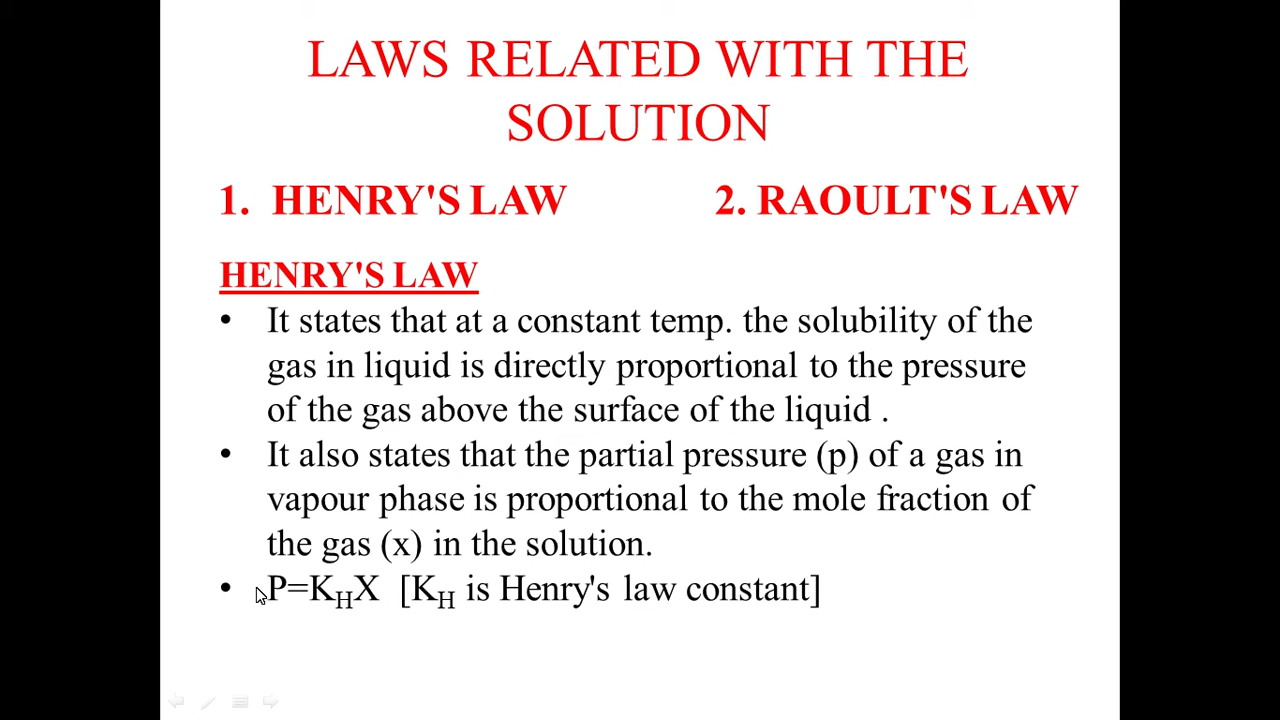 LAWS RELATED WITH THE
SOLUTION
1. HENRY'S LAW 2. RAOULT'S LAW
HENRY'S LAW
• It states that at a constant temp. the solubility of the
gas in liquid is directly proportional to the pressure
of the gas above the surface of the liquid .
• It also states that the partial pressure (p) of a gas in
vapour phase is proportional to the mole fraction of
the gas (x) in the solution.
• P=KHX [KH is Henry's law constant]